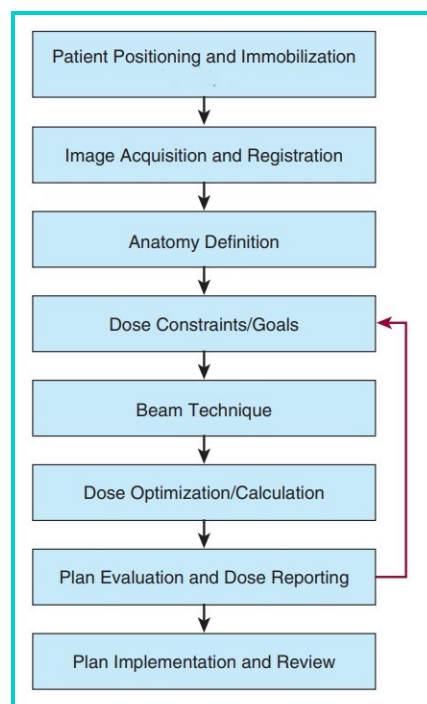 Patient Positioning and Immobilization
Image Acquisition and Registration
Anatomy Definition
Dose Constraints/Goals
Beam Technique
Dose Optimization/Calculation
Plan Evaluation and Dose Reporting
Plan Implementation and Review